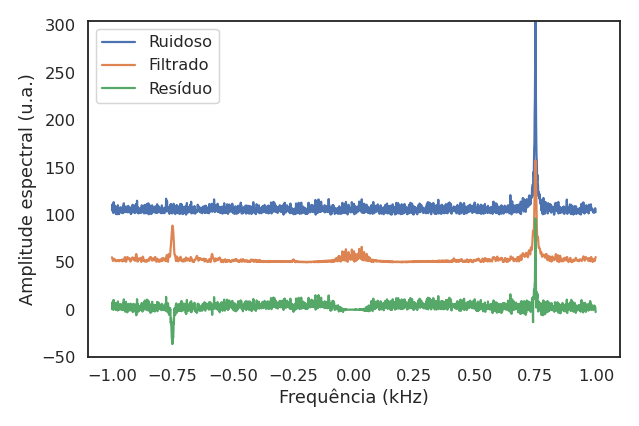 300
250
200
150
100
50
0
−50
Amplitude espectral (u.a.)
Ruidoso
Filtrado
Resíduo
−1.00 −0.75 −0.50 −0.25 0.00 0.25 0.50 0.75 1.00
Frequência (kHz)